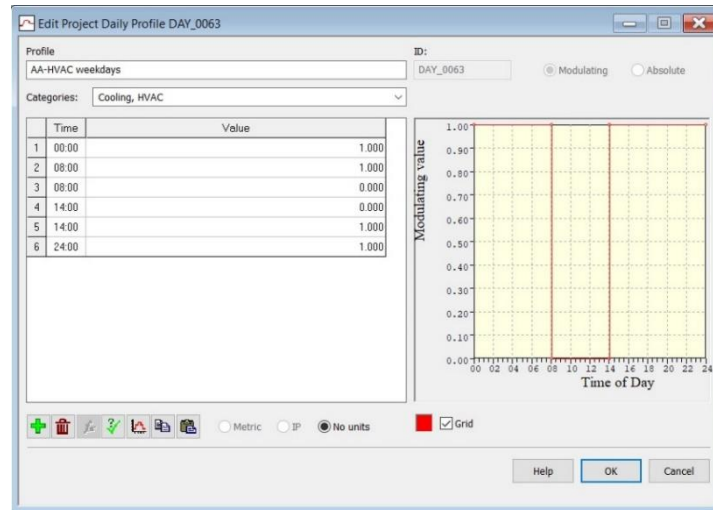 Edit Project Daily Profile DAY_0063
Profile
ID:
AA-HVAC weekdays
DAY_0063
Modulating
Absolute
Categories:
Cooling, HVAC
Time Value
1 00:00 1.000
2 08:00 1.000
3 08:00 0.000
4 14:00 0.000
5 14:00 1.000
6 24:00 1.000
Modulating value
1.00
0.90
0.80
0.70
0.60
0.50
0.40
0.30
0.20
0.10
0.00
00 02 04 06 08 10 12 14 16 18 20 22 24
Time of Day
Metric IP No units
Grid
Help OK Cancel